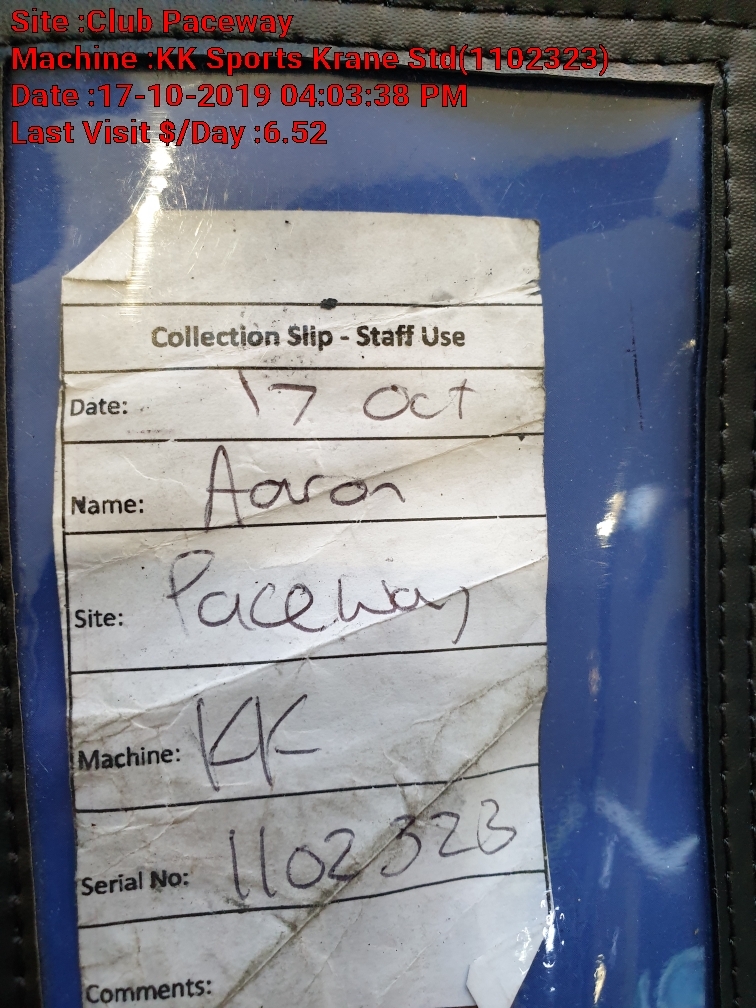 Site :Club Paceway
Machine :KK Sports Krane Std(1102323)
Date :17-10-2019 04:03:38 PM
Last Visit $/Day :6.52
Collection Slip - Staff Use
Date: 17 Oct
Name: Aaron
Site: Paceway
Machine: KK
Serial No: 1102323
Comments: